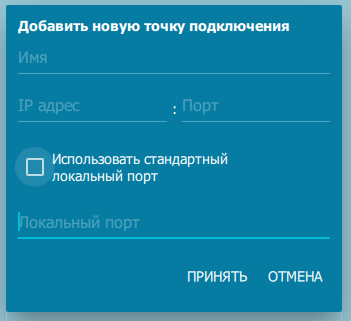 Добавить новую точку подключения
Имя
IP адрес : Порт
Использовать стандартный
локальный порт
Локальный порт
ПРИНЯТЬ ОТМЕНА